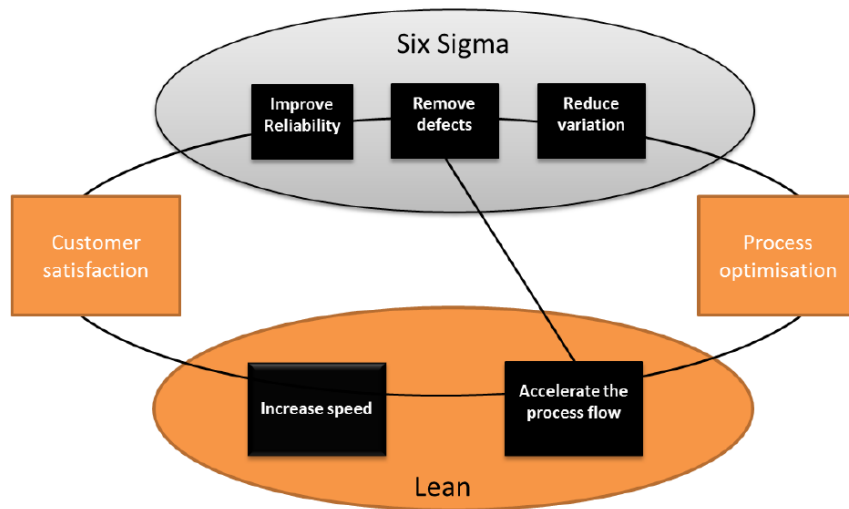 Six Sigma
Improve
Reliability
Remove
defects
Reduce
variation
Customer
satisfaction
Process
optimisation
Increase speed
Accelerate the
process flow
Lean